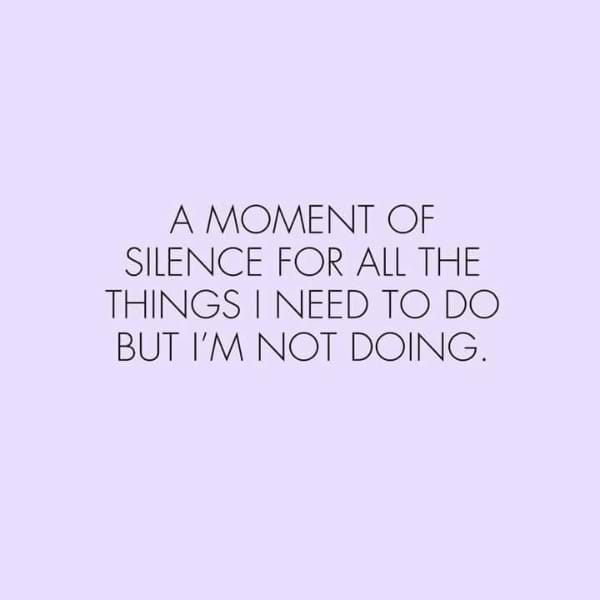 A MOMENT OF
SILENCE FOR ALL THE
THINGS I NEED TO DO
BUT I'M NOT DOING.